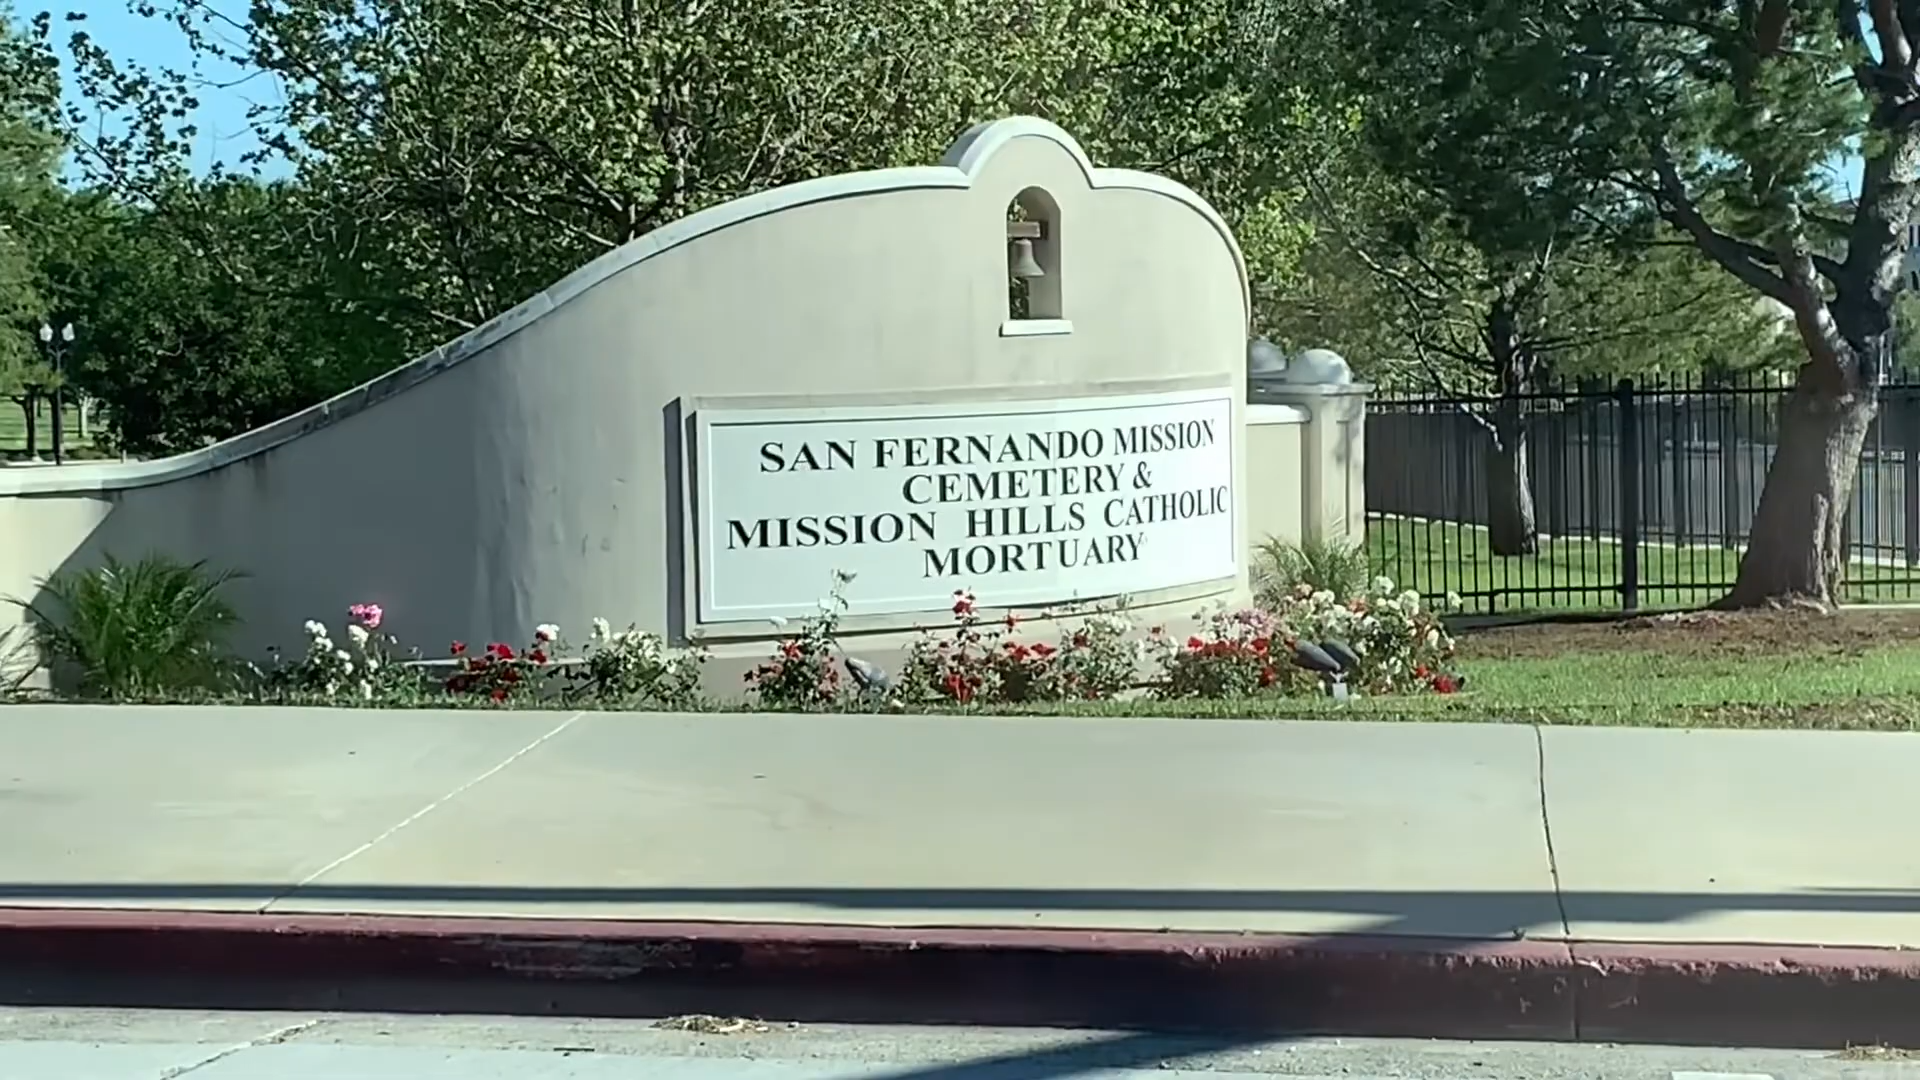 SAN FERNANDO MISSION
CEMETERY &
MISSION HILLS CATHOLIC
MORTUARY